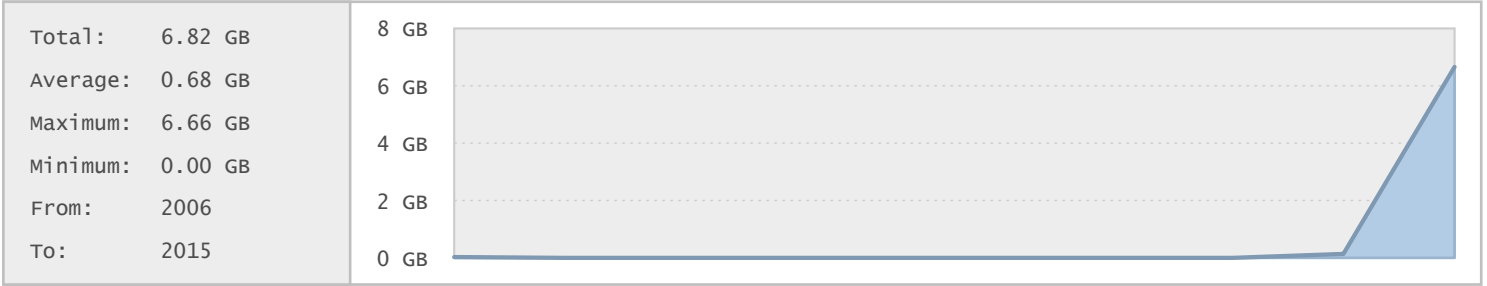 Total: 6.82 GB
Average: 0.68 GB
Maximum: 6.66 GB
Minimum: 0.00 GB
From: 2006
To: 2015
8 GB
6 GB
4 GB
2 GB
0 GB